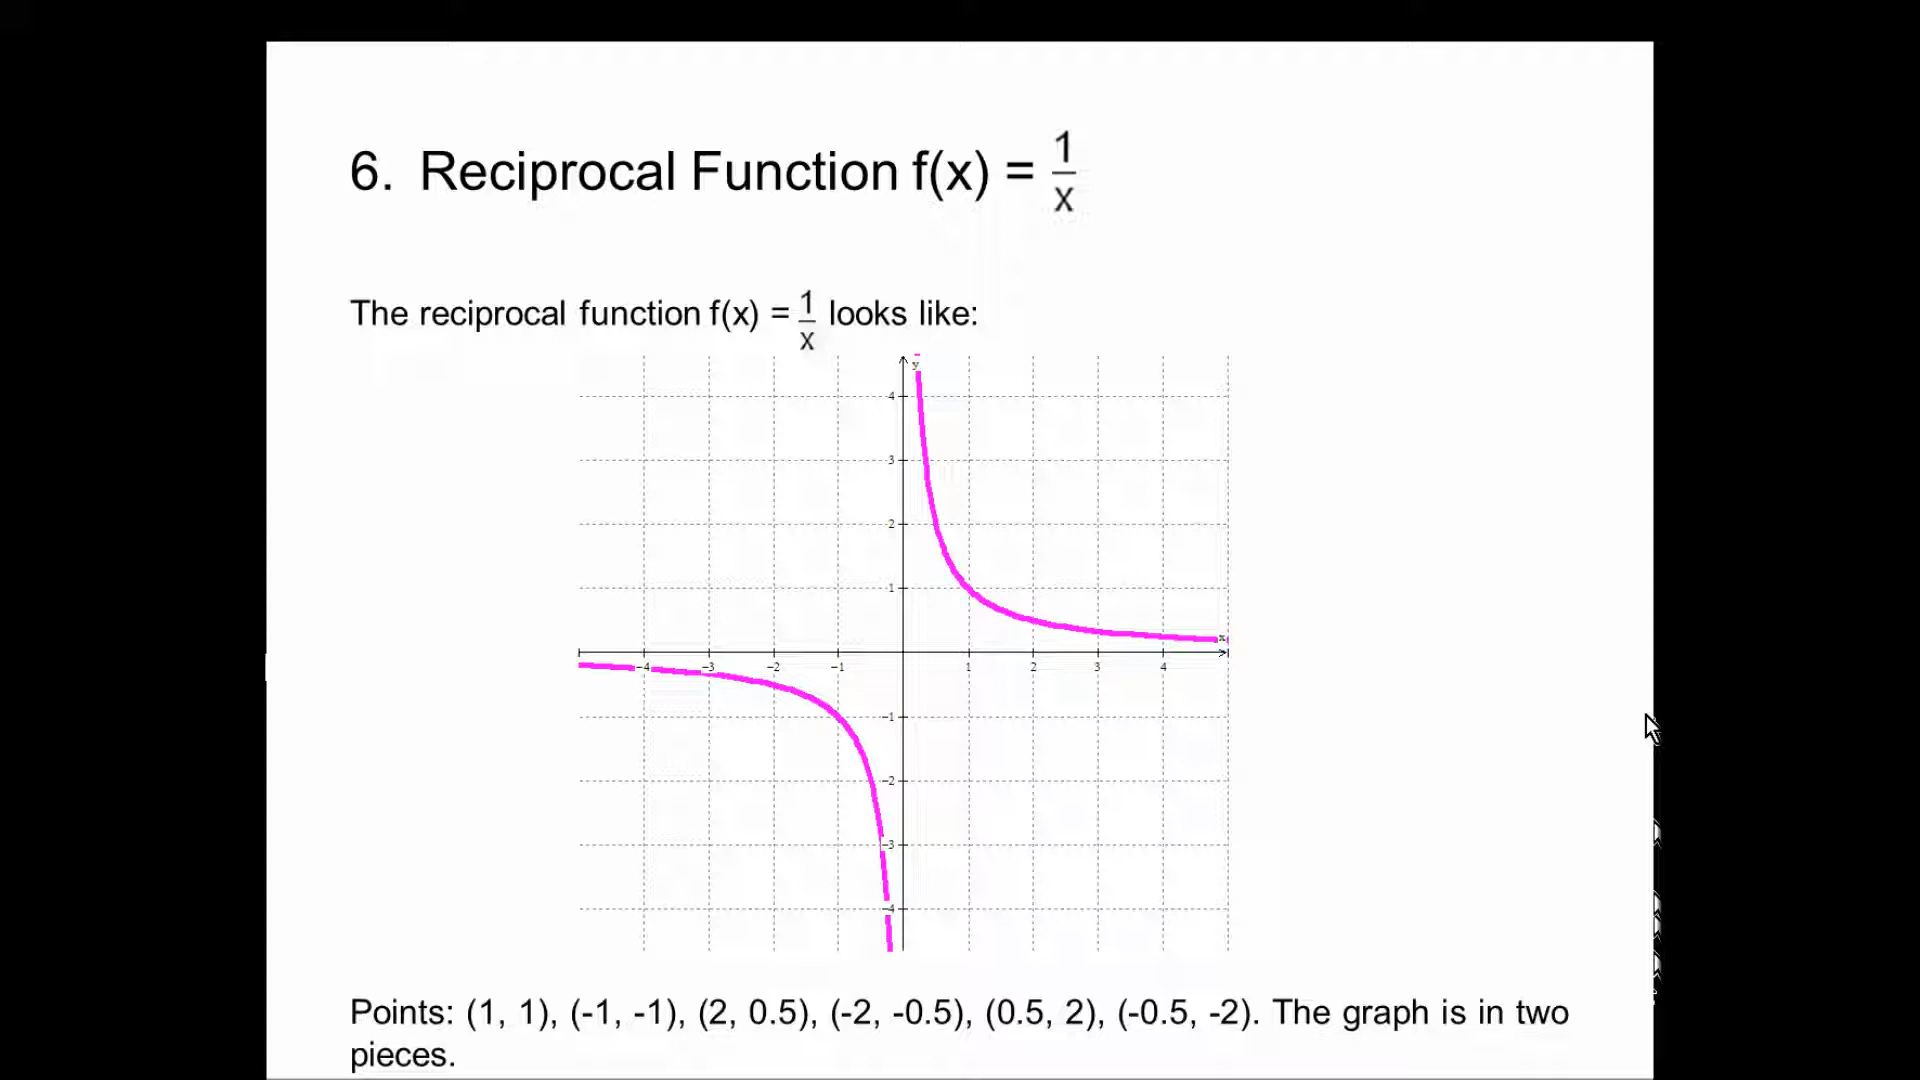 6. Reciprocal Function f(x) = 1/x
The reciprocal function f(x) = 1/x looks like:
y
4
3
2
1
x
-4 -3 -2 -1 1 2 3 4
-1
-2
-3
-4
Points: (1, 1), (-1, -1), (2, 0.5), (-2, -0.5), (0.5, 2), (-0.5, -2). The graph is in two
pieces.